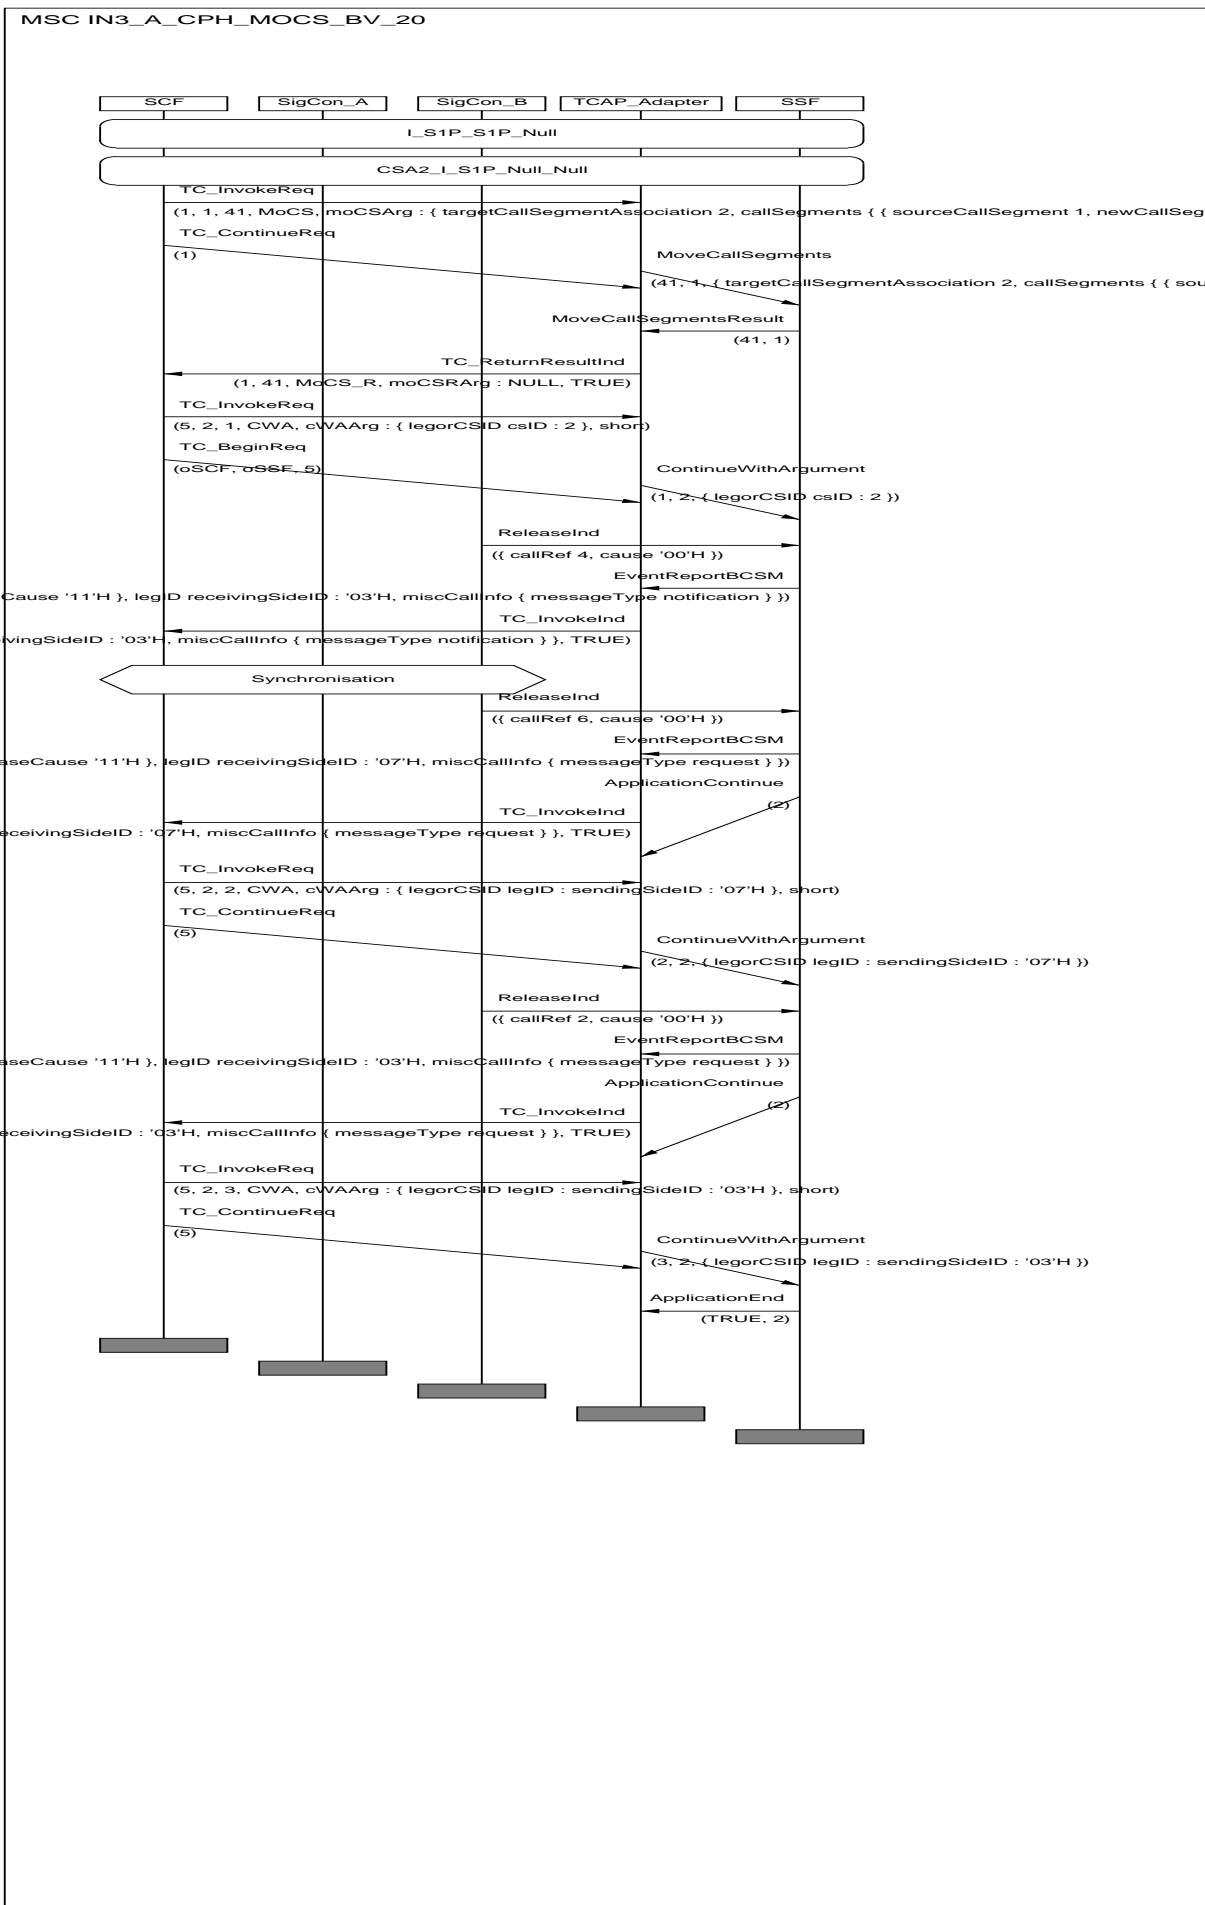 MSC IN3_A_CPH_MOCS_BV_20
SCF SigCon_A SigCon_B TCAP_Adapter SSF
I_S1P_S1P_Null
CSA2_I_S1P_Null_Null
TC_InvokeReq
(1, 1, 41, MoCS, moCSArg : { targetCallSegmentAssociation 2, callSegments { { sourceCallSegment 1, newCallSeg
TC_ContinueReq
(1)
MoveCallSegments
(41, 1, { targetCallSegmentAssociation 2, callSegments { { sou
MoveCallSegmentsResult
(41, 1)
TC_ReturnResultInd
(1, 41, MoCS_R, moCSRArg : NULL, TRUE)
TC_InvokeReq
(5, 2, 1, CWA, cWAArg : { legorCSID csID : 2 }, short)
TC_BeginReq
(oSCF, oSSF, 5)
ContinueWithArgument
(1, 2, { legorCSID csID : 2 })
ReleaseInd
({ callRef 4, cause '00'H })
EventReportBCSM
Cause '11'H }, legID receivingSideID : '03'H, miscCallInfo { messageType notification } })
TC_InvokeInd
ivingSideID : '03'H, miscCallInfo { messageType notification } }, TRUE)
Synchronisation
ReleaseInd
({ callRef 6, cause '00'H })
EventReportBCSM
aseCause '11'H }, legID receivingSideID : '07'H, miscCallInfo { messageType request } })
ApplicationContinue
(2)
TC_InvokeInd
eceivingSideID : '07'H, miscCallInfo { messageType request } }, TRUE)
TC_InvokeReq
(5, 2, 2, CWA, cWAArg : { legorCSID legID : sendingSideID : '07'H }, short)
TC_ContinueReq
(5)
ContinueWithArgument
(2, 2, { legorCSID legID : sendingSideID : '07'H })
ReleaseInd
({ callRef 2, cause '00'H })
EventReportBCSM
aseCause '11'H }, legID receivingSideID : '03'H, miscCallInfo { messageType request } })
ApplicationContinue
(2)
TC_InvokeInd
eceivingSideID : '03'H, miscCallInfo { messageType request } }, TRUE)
TC_InvokeReq
(5, 2, 3, CWA, cWAArg : { legorCSID legID : sendingSideID : '03'H }, short)
TC_ContinueReq
(5)
ContinueWithArgument
(3, 2, { legorCSID legID : sendingSideID : '03'H })
ApplicationEnd
(TRUE, 2)